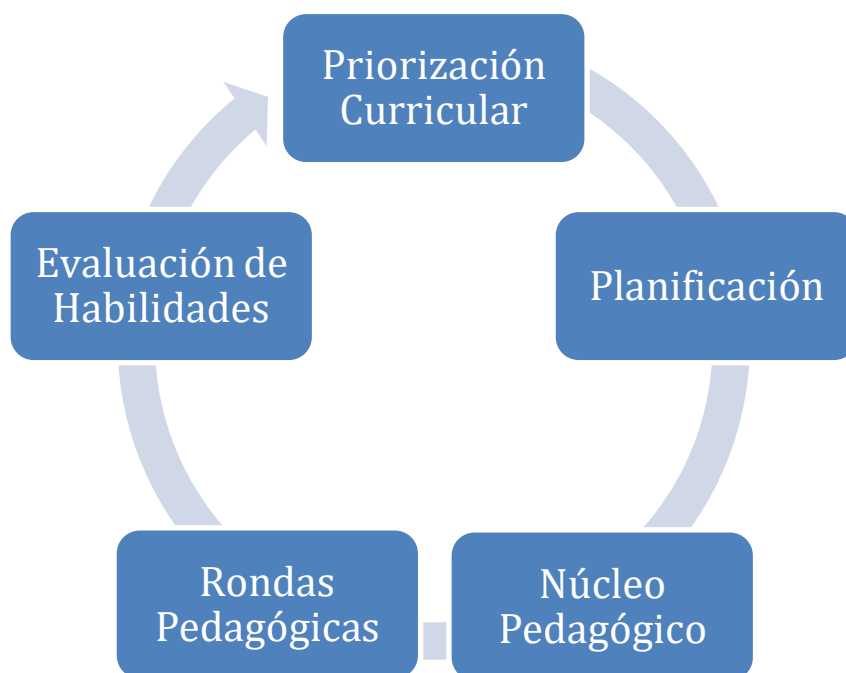 Priorización
Curricular
Planificación
Núcleo
Pedagógico
Rondas
Pedagógicas
Evaluación de
Habilidades